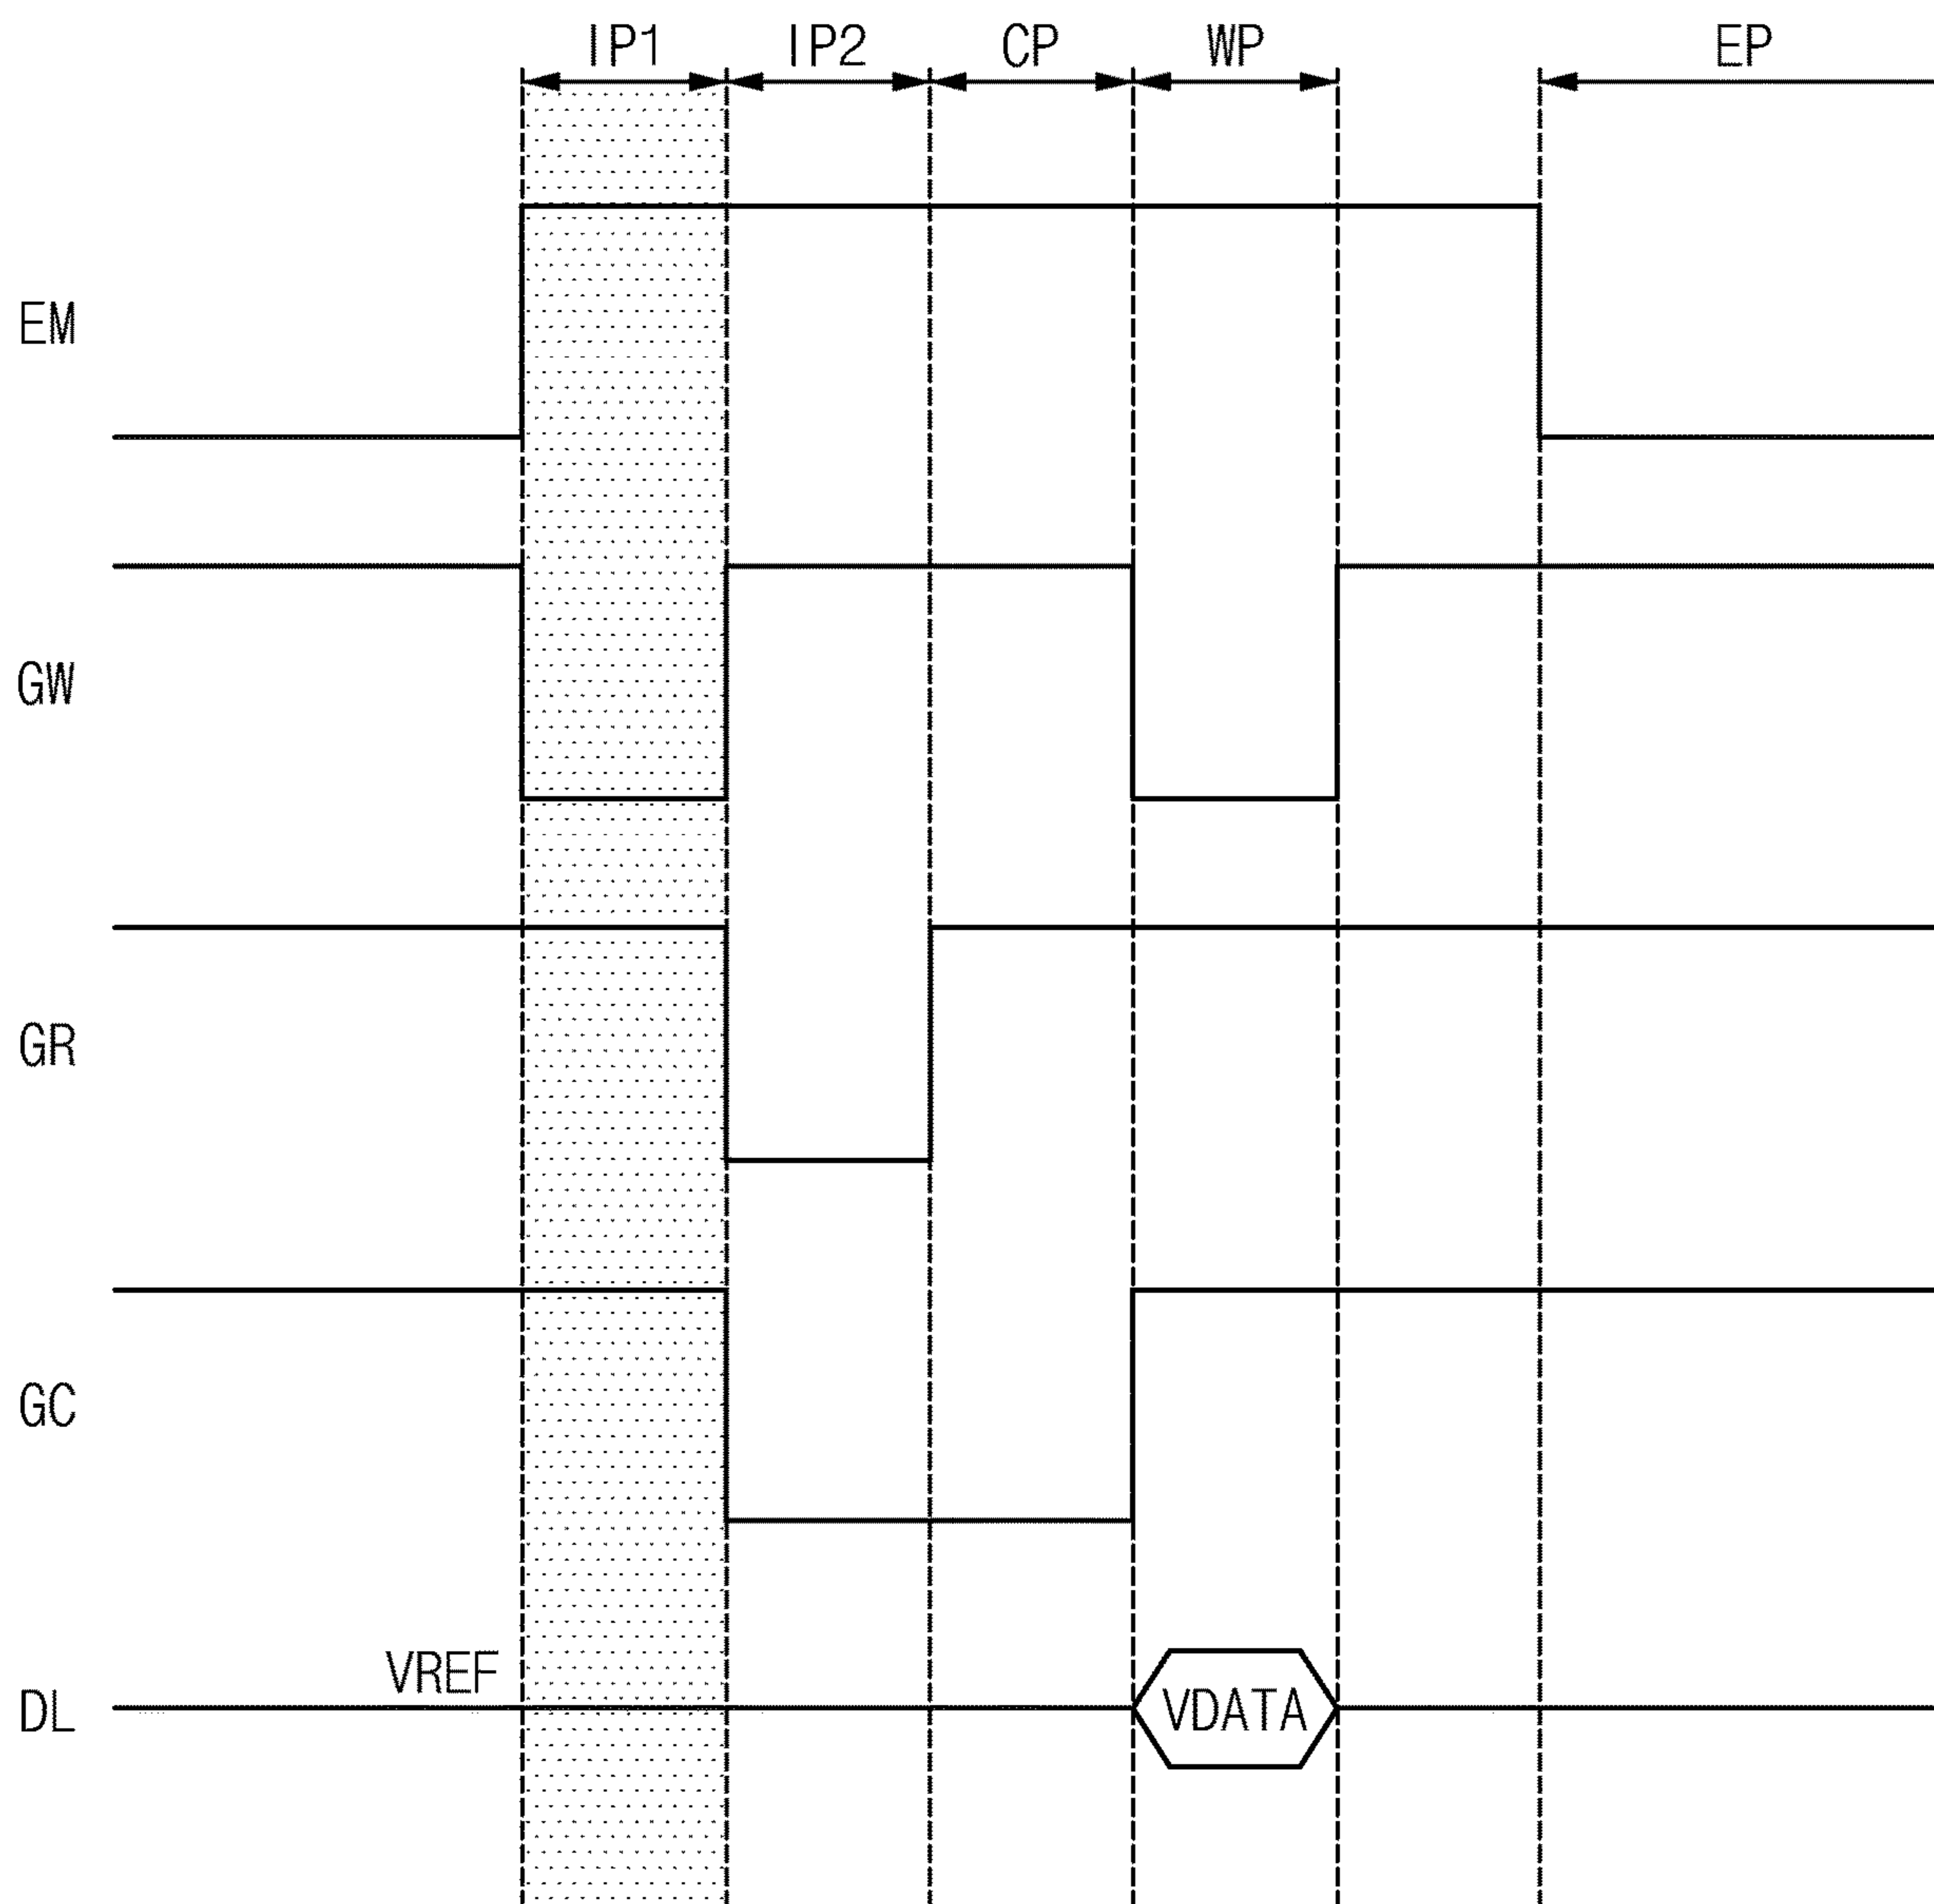 IP1 IP2 CP WP EP
EM
GW
GR
GC
VREF
DL VDATA